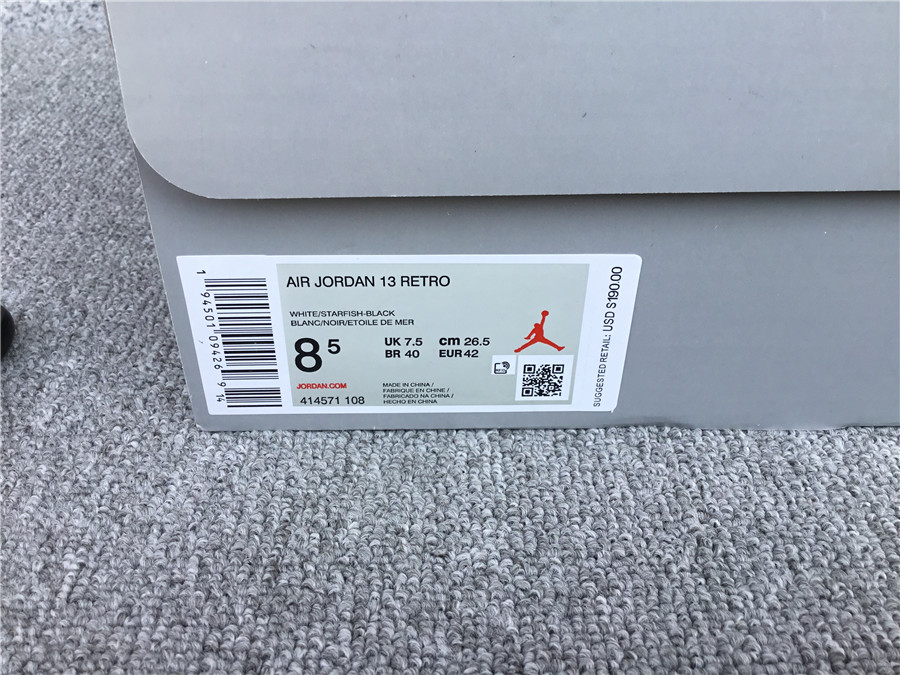 AIR JORDAN 13 RETRO
WHITE/STARFISH-BLACK
BLANC/NOIR/ETOILE DE MER
8 5
UK 7.5 cm 26.5
BR 40 EUR 42
JORDAN.COM
414571 108
MADE IN CHINA /
FABRIQUE EN CHINE /
FABRICADO NA CHINA /
HECHO EN CHINA
1 94501 09426 9 14
SUGGESTED RETAIL: USD $190.00